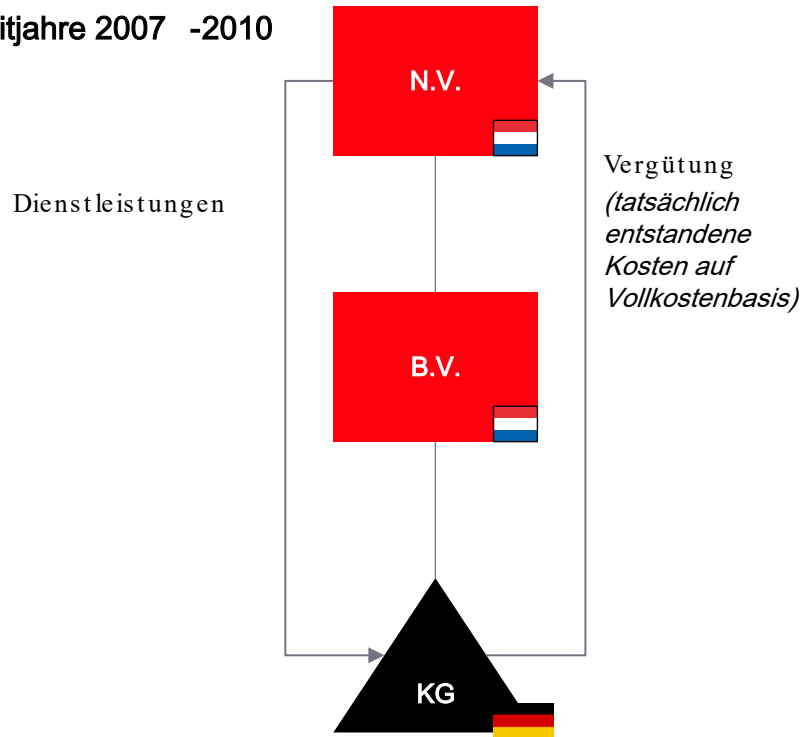 itjahre 2007 -2010
N.V.
Dienstleistungen
Vergütung
(tatsächlich
entstandene
Kosten auf
Vollkostenbasis)
B.V.
KG